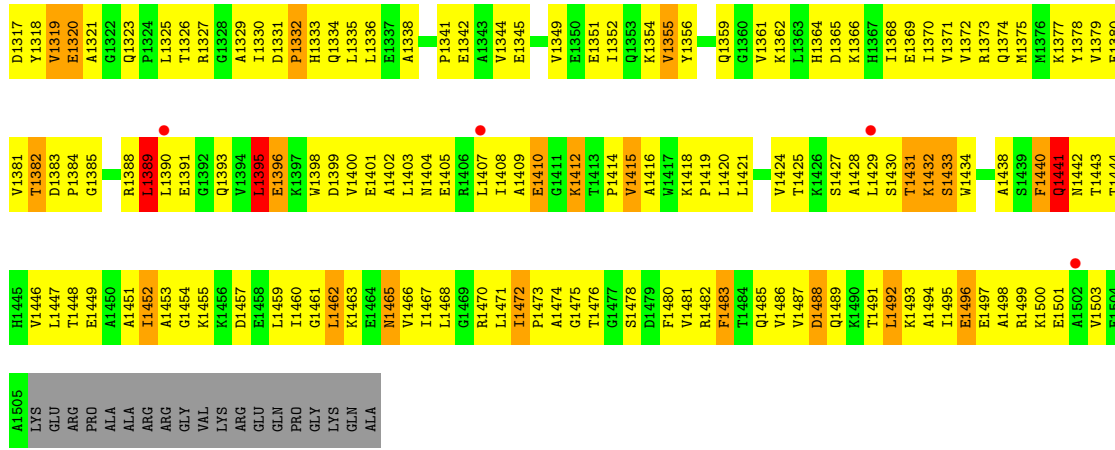 D1317 Y1318 V1319 E1320 A1321 G1322 Q1323 P1324 L1325 T1326 R1327 G1328 A1329 I1330 D1331 P1332 H1333 Q1334 L1335 L1336 E1337 A1338 P1341 E1342 A1343 V1344 E1345 V1349 E1350 E1351 I1352 Q1353 K1354 V1355 Y1356 Q1359 G1360 V1361 K1362 L1363 H1364 D1365 K1366 H1367 I1368 E1369 I1370 V1371 V1372 R1373 Q1374 M1375 M1376 K1377 Y1378 V1379 E1380
V1381 T1382 D1383 P1384 G1385 R1388 L1389 L1390 E1391 G1392 Q1393 V1394 L1395 E1396 K1397 W1398 D1399 V1400 E1401 A1402 L1403 N1404 E1405 R1406 L1407 I1408 A1409 E1410 G1411 K1412 T1413 P1414 V1415 A1416 W1417 K1418 P1419 L1420 L1421 V1424 T1425 K1426 S1427 A1428 L1429 S1430 T1431 K1432 S1433 W1434 A1438 S1439 F1440 Q1441 N1442 T1443 T1444
H1445 V1446 L1447 T1448 E1449 A1450 A1451 I1452 A1453 G1454 K1455 K1456 D1457 E1458 L1459 I1460 G1461 L1462 K1463 E1464 N1465 V1466 I1467 L1468 G1469 R1470 L1471 I1472 P1473 A1474 G1475 T1476 G1477 S1478 D1479 F1480 V1481 R1482 F1483 T1484 Q1485 V1486 V1487 D1488 Q1489 K1490 T1491 L1492 K1493 A1494 I1495 E1496 E1497 A1498 R1499 K1500 E1501 A1502 V1503 E1504
A1505 LYS GLU ARG PRO ALA ALA ARG ARG GLY VAL LYS ARG GLU GLN PRO GLY LYS GLN ALA